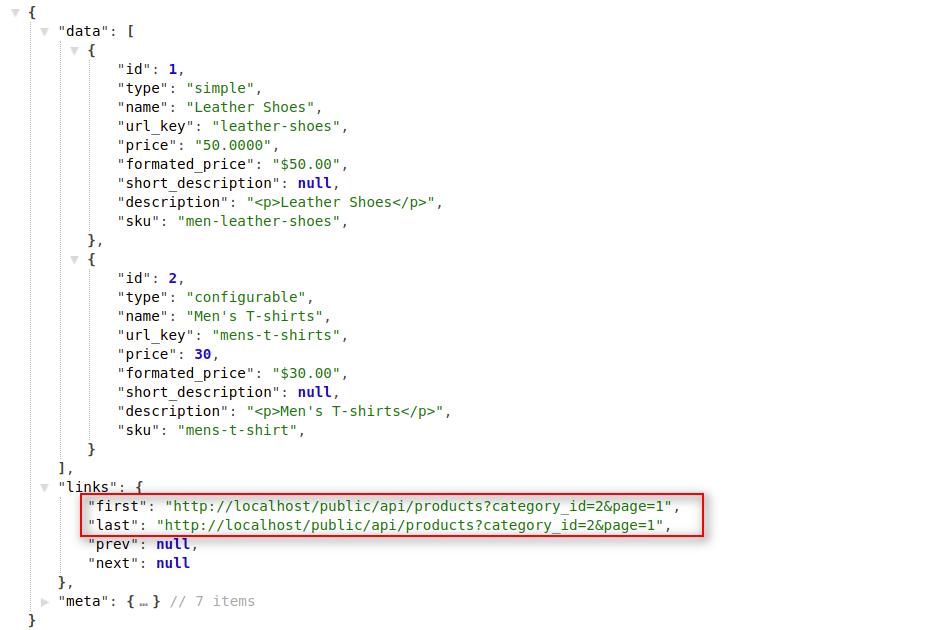 {
"data": [
{
"id": 1,
"type": "simple",
"name": "Leather Shoes",
"url_key": "leather-shoes",
"price": "50.0000",
"formated_price": "$50.00",
"short_description": null,
"description": "<p>Leather Shoes</p>",
"sku": "men-leather-shoes",
},
{
"id": 2,
"type": "configurable",
"name": "Men's T-shirts",
"url_key": "mens-t-shirts",
"price": 30,
"formated_price": "$30.00",
"short_description": null,
"description": "<p>Men's T-shirts</p>",
"sku": "mens-t-shirt",
}
],
"links": {
"first": "http://localhost/public/api/products?category_id=2&page=1",
"last": "http://localhost/public/api/products?category_id=2&page=1",
"prev": null,
"next": null
},
"meta": {…} // 7 items
}